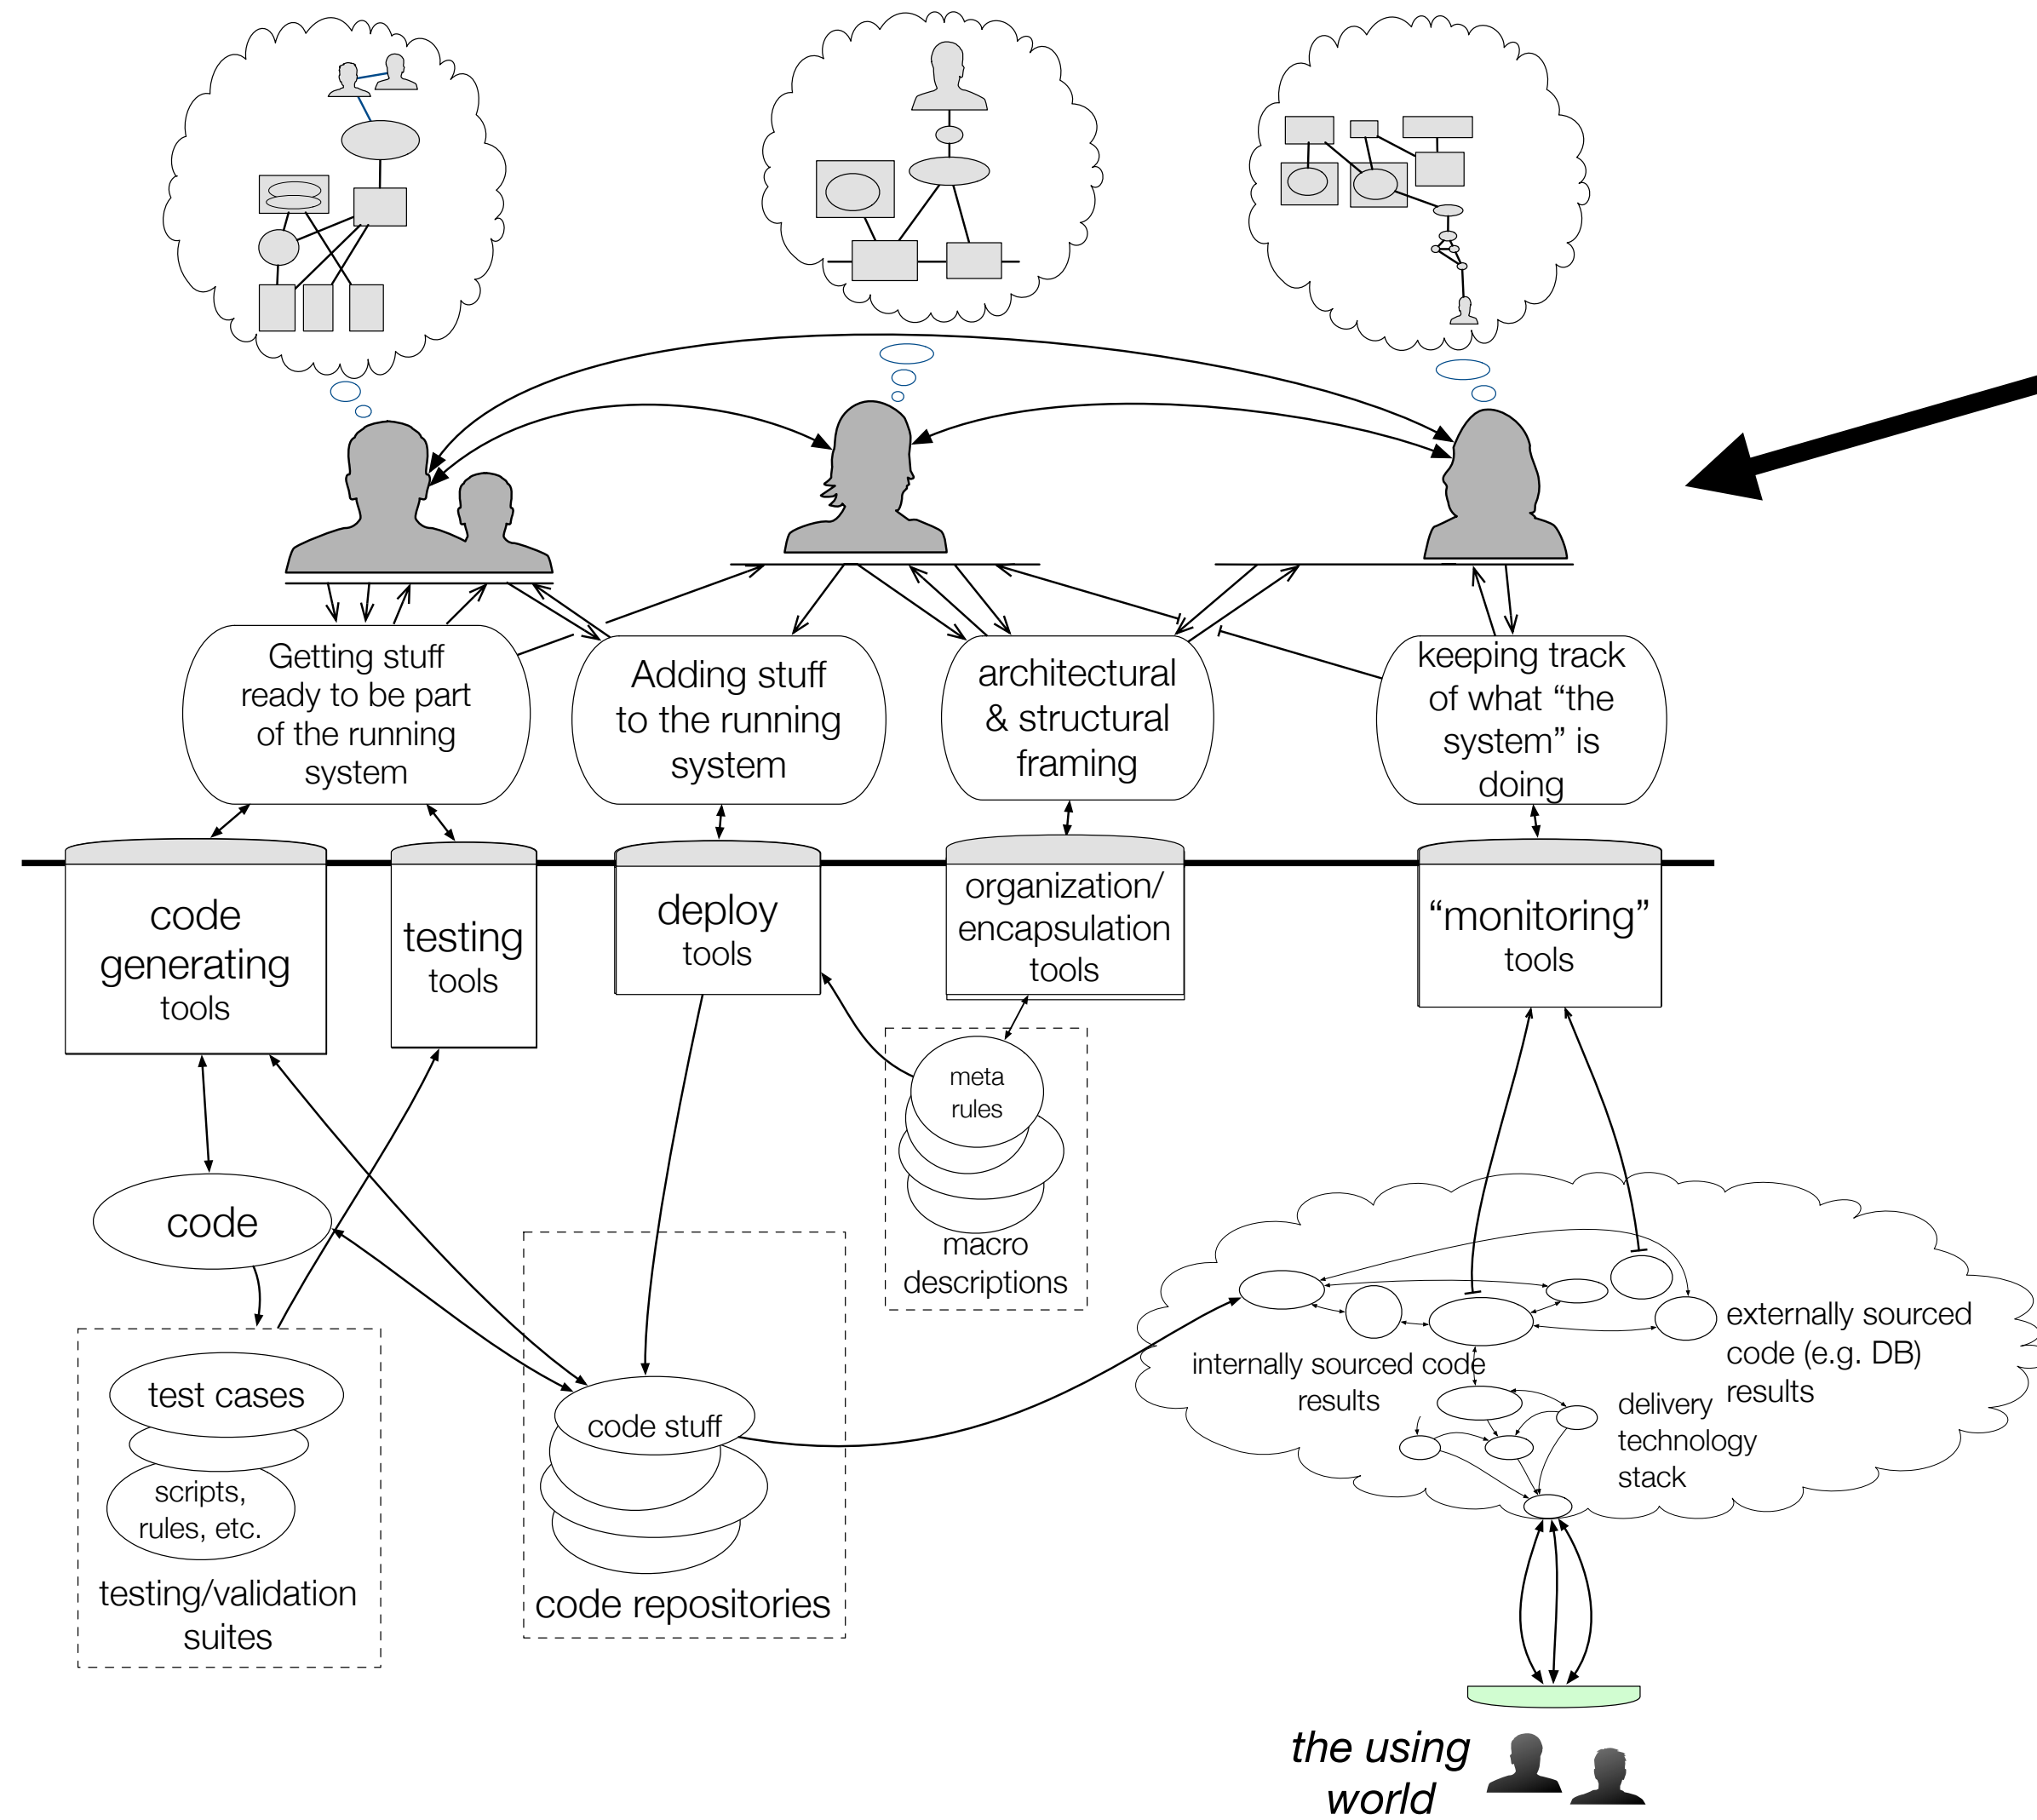 Getting stuff
ready to be part
of the running
system
Adding stuff
to the running
system
architectural
& structural
framing
keeping track
of what “the
system” is
doing
code
generating
tools
testing
tools
deploy
tools
organization/
encapsulation
tools
“monitoring”
tools
meta
rules
macro
descriptions
code
test cases
scripts,
rules, etc.
testing/validation
suites
code stuff
code repositories
internally sourced code
results
externally sourced
code (e.g. DB)
results
delivery
technology
stack
the using
world